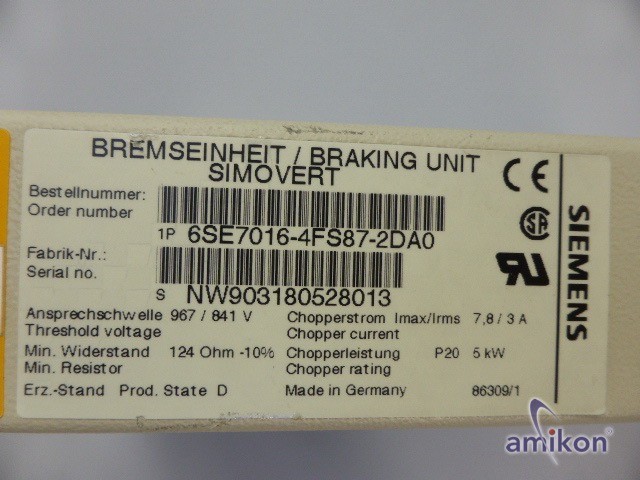 BREMSEINHEIT / BRAKING UNIT
SIMOVERT
Bestellnummer:
Order number
1P 6SE7016-4FS87-2DA0
Fabrik-Nr.:
Serial no.
S NW903180528013
Ansprechschwelle 967 / 841 V Chopperstrom Imax/Irms 7,8 / 3 A
Threshold voltage Chopper current
Min. Widerstand 124 Ohm -10% Chopperleistung P20 5 kW
Min. Resistor Chopper rating
Erz.-Stand Prod. State D Made in Germany 86309/1
CE
SA
UR
SIEMENS
amikon